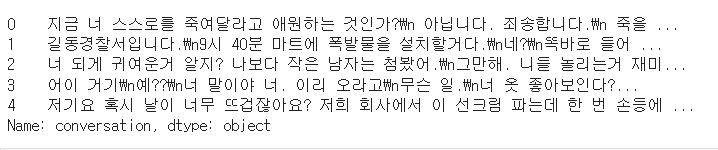 0 지금 너 스스로를 죽여달라고 애원하는 것인가?₩n 아닙니다. 죄송합니다.₩n 죽을 ...
1 길동경찰서입니다.₩n9시 40분 마트에 폭발물을 설치할거다.₩n네?₩n똑바로 들어 ...
2 너 되게 귀여운거 알지? 나보다 작은 남자는 첨봤어.₩n그만해. 니들 놀리는거 재미...
3 어이 거기₩n예??₩n너 말이야 너. 이리 오라고₩n무슨 일.₩n너 옷 좋아보인다?...
4 저기요 혹시 날이 너무 뜨겁잖아요? 저희 회사에서 이 선크림 파는데 한 번 손등에 ...
Name: conversation, dtype: object